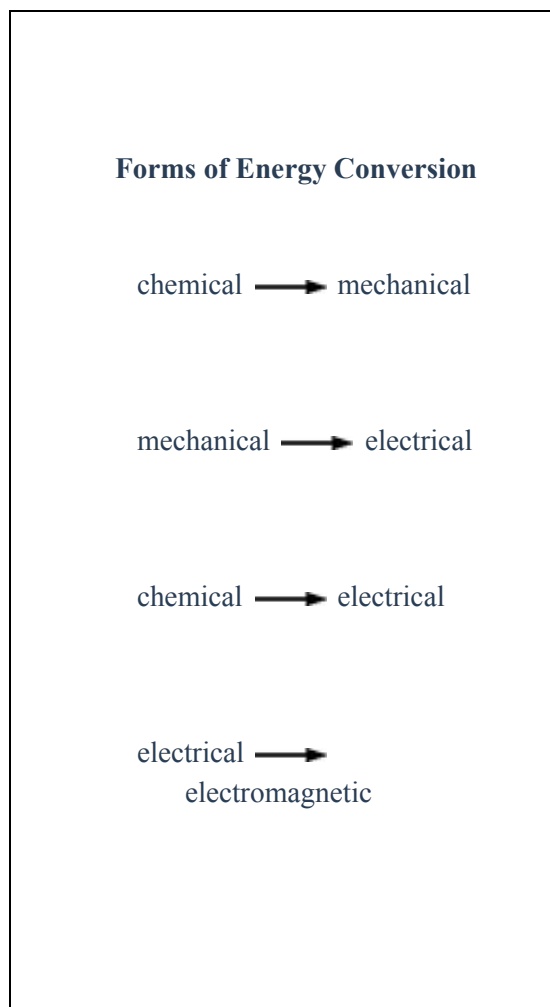 Forms of Energy Conversion
chemical → mechanical
mechanical → electrical
chemical → electrical
electrical →
electromagnetic